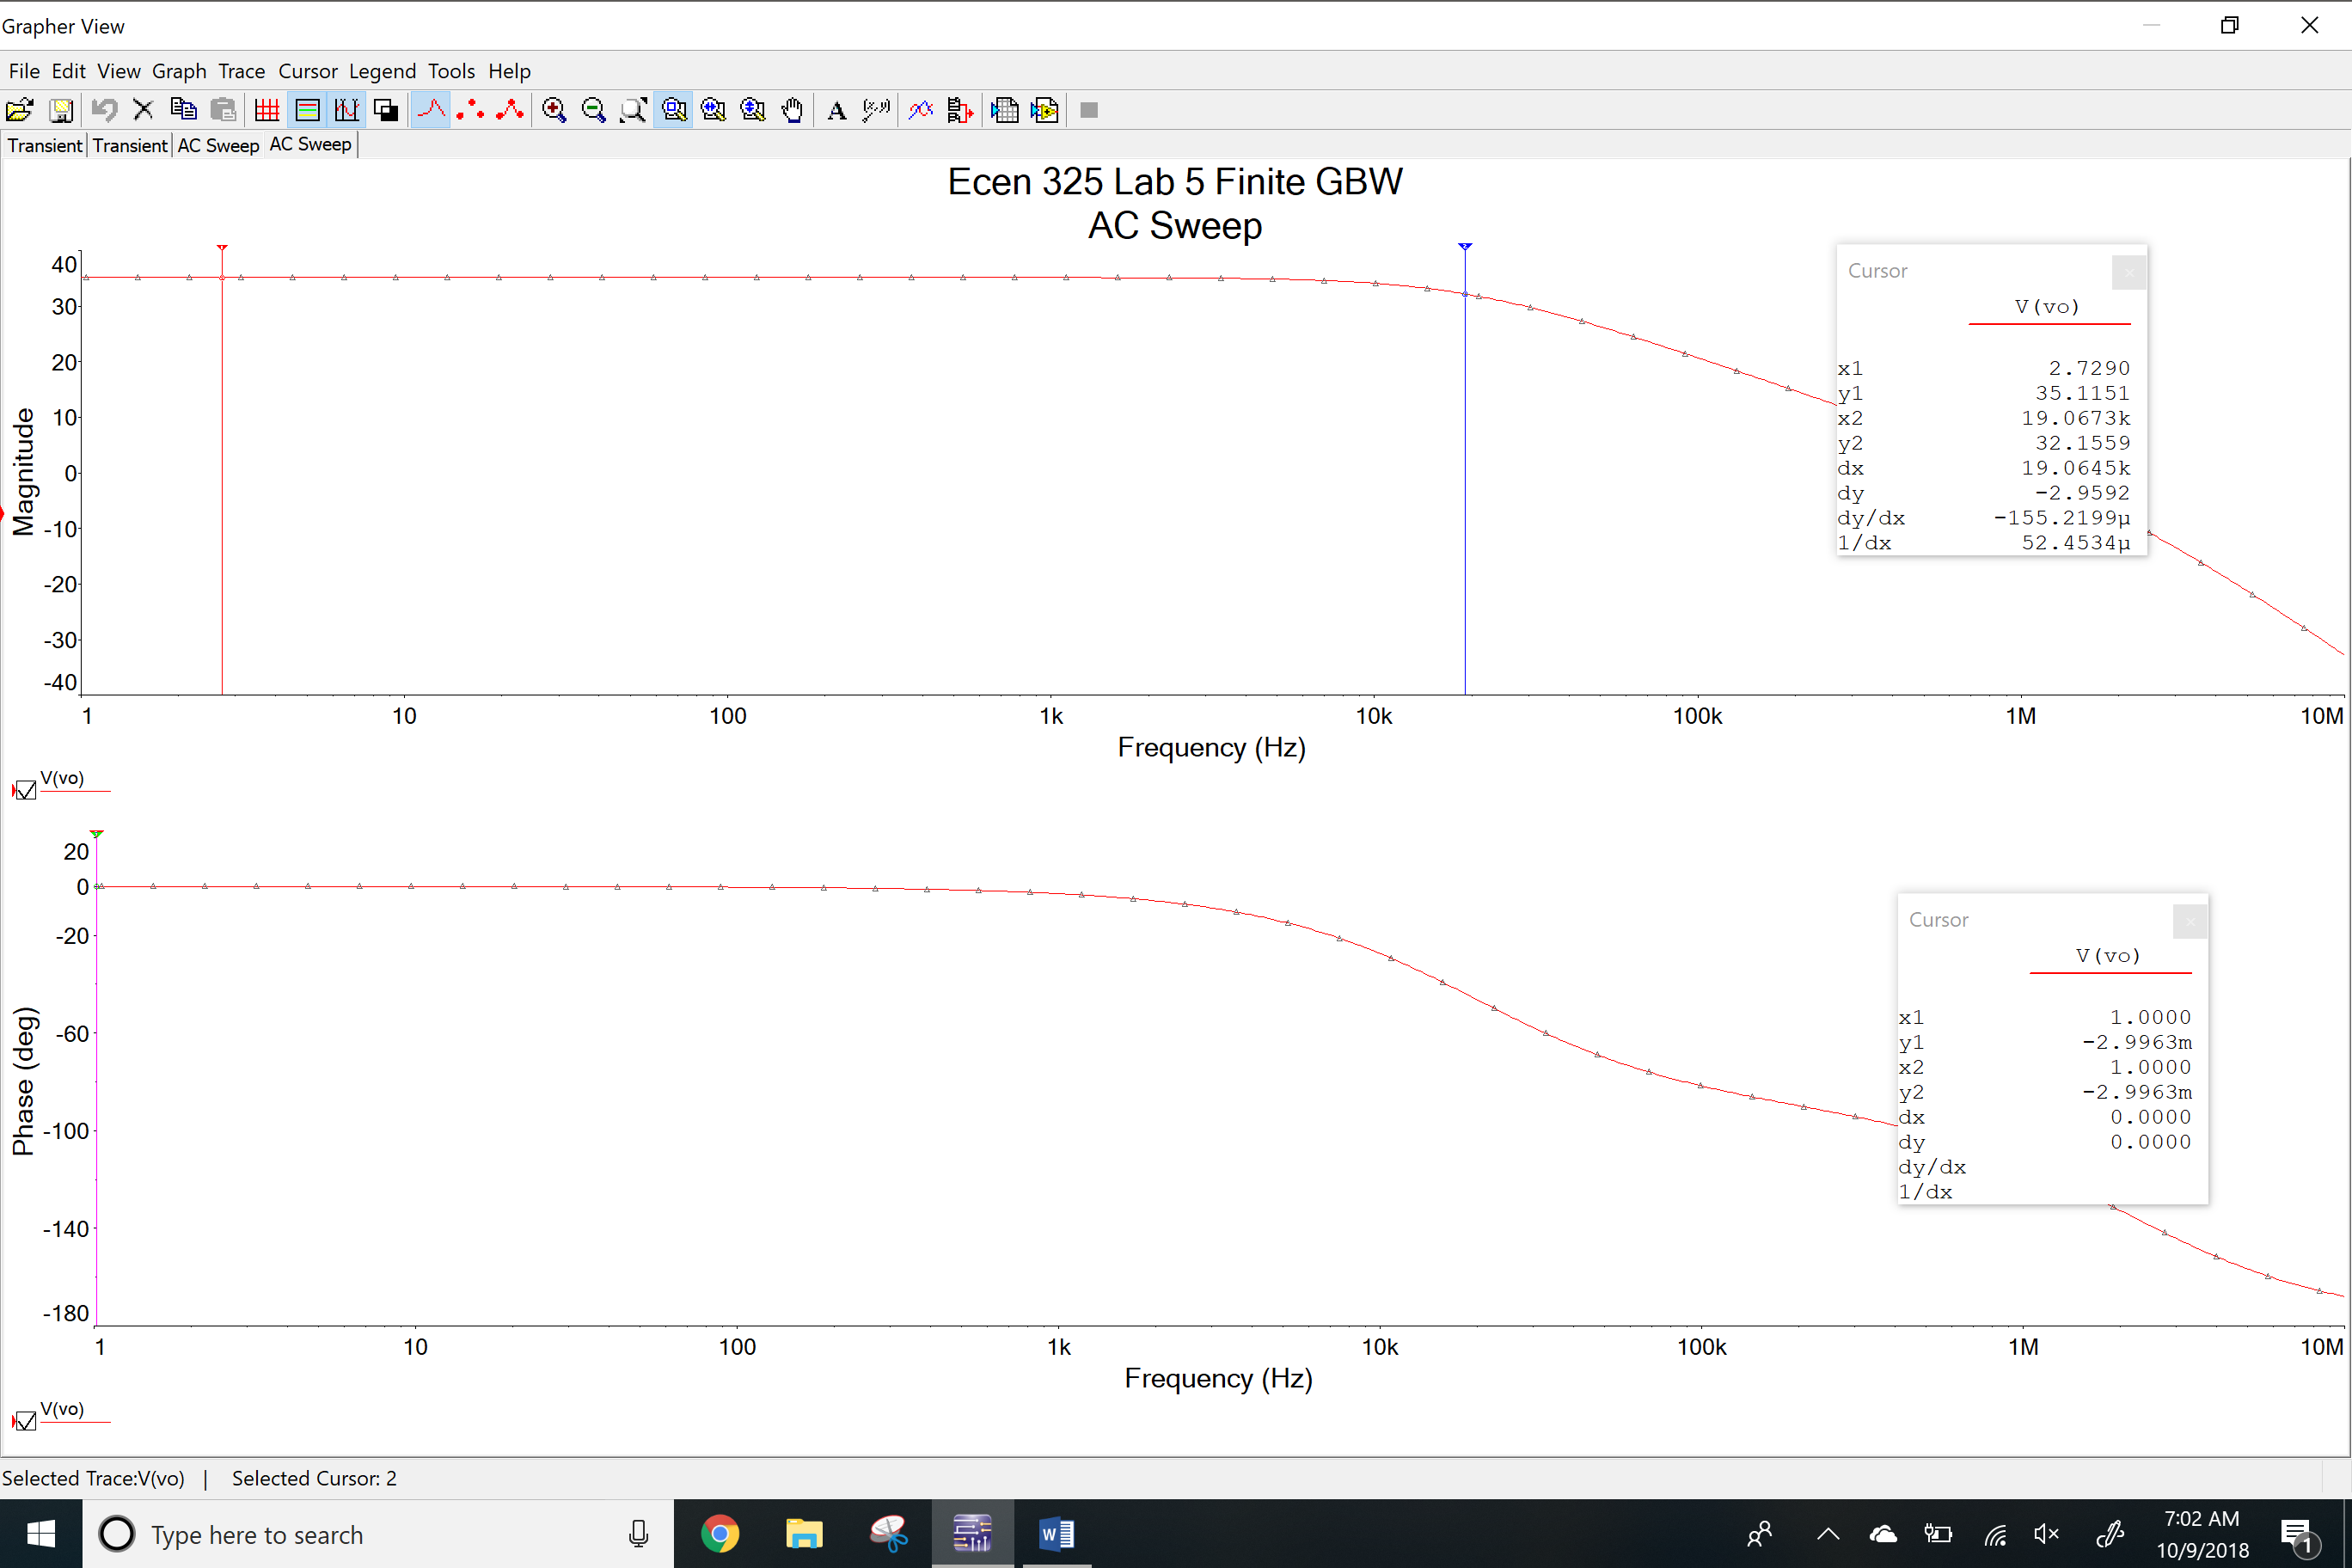 Grapher View
File Edit View Graph Trace Cursor Legend Tools Help
A (x,y)
Transient Transient AC Sweep AC Sweep
Ecen 325 Lab 5 Finite GBW
AC Sweep
Magnitude
40
30
20
10
0
-10
-20
-30
-40
1 10 100 1k 10k 100k 1M 10M
Frequency (Hz)
Cursor
V(vo)
x1 2.7290
y1 35.1151
x2 19.0673k
y2 32.1559
dx 19.0645k
dy -2.9592
dy/dx -155.2199µ
1/dx 52.4534µ
V(vo)
Phase (deg)
20
0
-20
-60
-100
-140
-180
1 10 100 1k 10k 100k 1M 10M
Frequency (Hz)
Cursor
V(vo)
x1 1.0000
y1 -2.9963m
x2 1.0000
y2 -2.9963m
dx 0.0000
dy 0.0000
dy/dx
1/dx
V(vo)
Selected Trace:V(vo) | Selected Cursor: 2
Type here to search
W
7:02 AM
10/9/2018
1